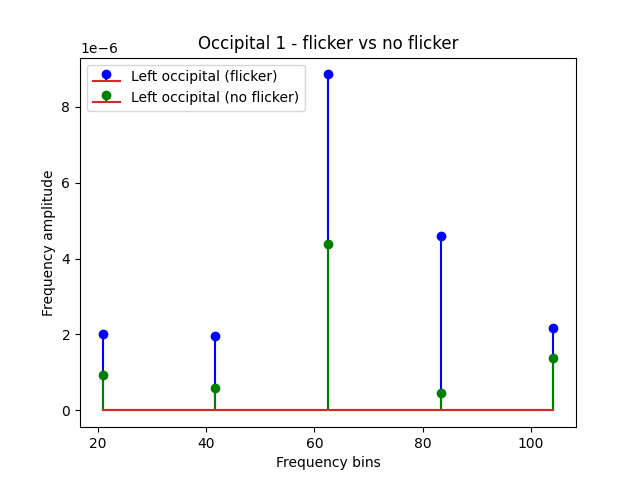 Occipital 1 - flicker vs no flicker
1e−6
Left occipital (flicker)
Left occipital (no flicker)
8
6
4
2
0
Frequency amplitude
20 40 60 80 100
Frequency bins